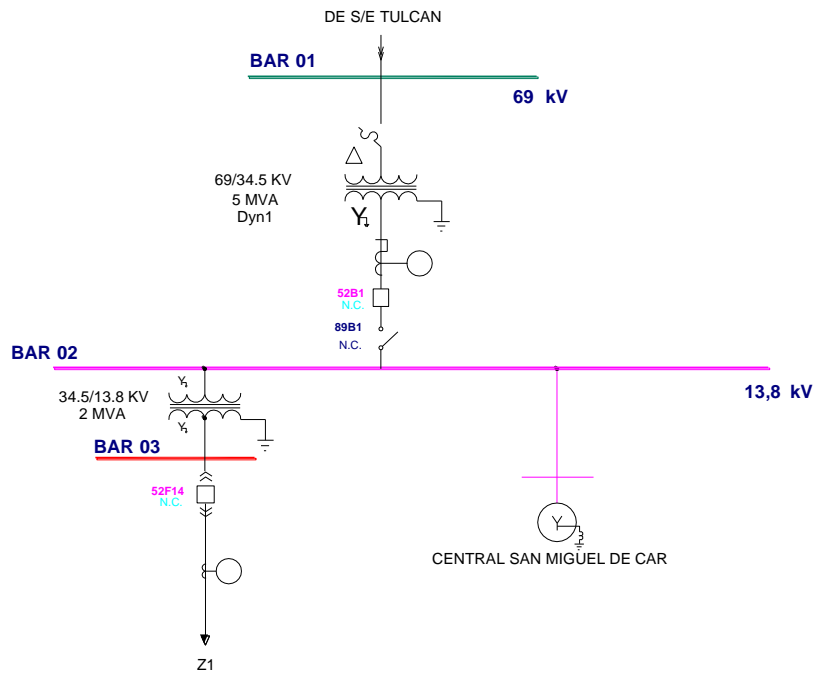 DE S/E TULCAN
BAR 01
69 kV
69/34.5 KV
5 MVA
Dyn1
Y
52B1
N.C.
89B1
N.C.
BAR 02
13,8 kV
Y
34.5/13.8 KV
2 MVA
Y
BAR 03
52F14
N.C.
Y
CENTRAL SAN MIGUEL DE CAR
Z1